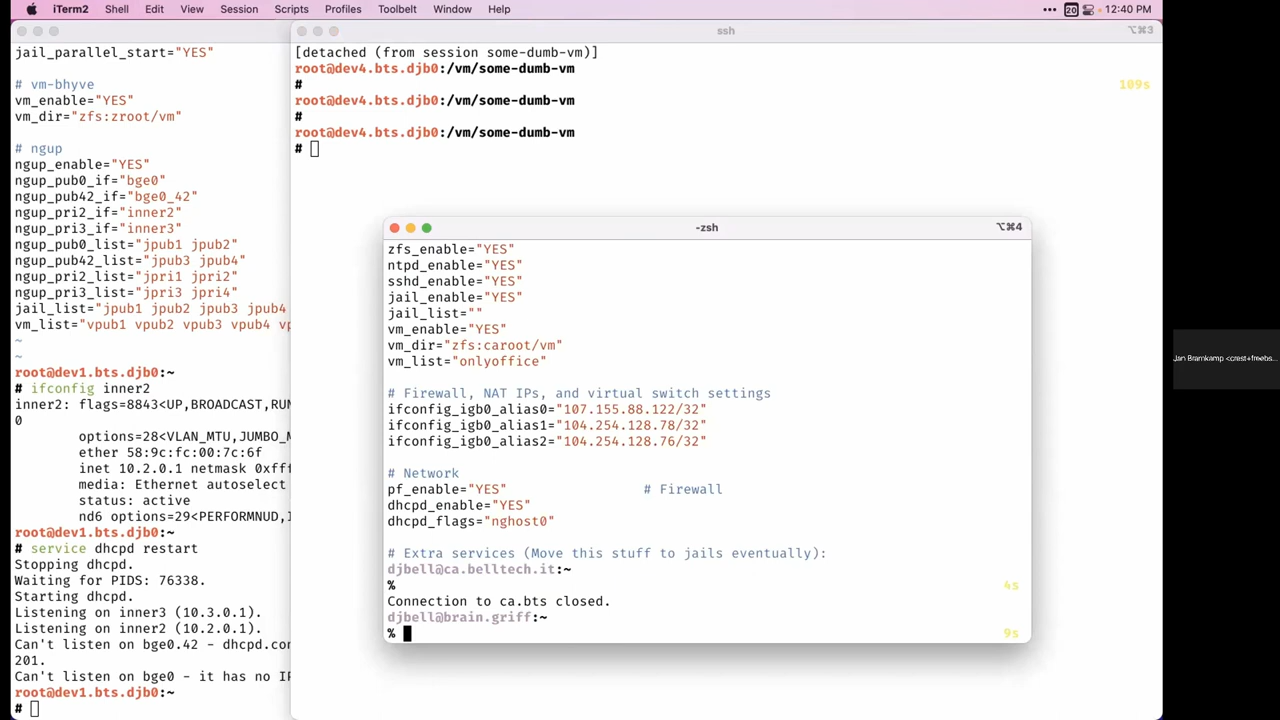 iTerm2 Shell Edit View Session Scripts Profiles Toolbelt Window Help ••• 20 12:40 PM
jail_parallel_start="YES"
# vm-bhyve
vm_enable="YES"
vm_dir="zfs:zroot/vm"
# ngup
ngup_enable="YES"
ngup_pub0_if="bge0"
ngup_pub42_if="bge0_42"
ngup_pri2_if="inner2"
ngup_pri3_if="inner3"
ngup_pub0_list="jpub1 jpub2"
ngup_pub42_list="jpub3 jpub4"
ngup_pri2_list="jpri1 jpri2"
ngup_pri3_list="jpri3 jpri4"
jail_list="jpub1 jpub2 jpub3 jpub4
vm_list="vpub1 vpub2 vpub3 vpub4 vp
~
~
root@dev1.bts.djb0:~
# ifconfig inner2
inner2: flags=8843<UP,BROADCAST,RUN
0
options=28<VLAN_MTU,JUMBO_M
ether 58:9c:fc:00:7c:6f
inet 10.2.0.1 netmask 0xfff
media: Ethernet autoselect
status: active
nd6 options=29<PERFORMNUD,I
root@dev1.bts.djb0:~
# service dhcpd restart
Stopping dhcpd.
Waiting for PIDS: 76338.
Starting dhcpd.
Listening on inner3 (10.3.0.1).
Listening on inner2 (10.2.0.1).
Can't listen on bge0.42 - dhcpd.con
201.
Can't listen on bge0 - it has no IP
root@dev1.bts.djb0:~
#
ssh ⌥⌘3
[detached (from session some-dumb-vm)]
root@dev4.bts.djb0:/vm/some-dumb-vm
# 109s
root@dev4.bts.djb0:/vm/some-dumb-vm
#
root@dev4.bts.djb0:/vm/some-dumb-vm
#
-zsh ⌥⌘4
zfs_enable="YES"
ntpd_enable="YES"
sshd_enable="YES"
jail_enable="YES"
jail_list=""
vm_enable="YES"
vm_dir="zfs:caroot/vm"
vm_list="onlyoffice"
# Firewall, NAT IPs, and virtual switch settings
ifconfig_igb0_alias0="107.155.88.122/32"
ifconfig_igb0_alias1="104.254.128.78/32"
ifconfig_igb0_alias2="104.254.128.76/32"
# Network
pf_enable="YES" # Firewall
dhcpd_enable="YES"
dhcpd_flags="nghost0"
# Extra services (Move this stuff to jails eventually):
djbell@ca.belltech.it:~
% 4s
Connection to ca.bts closed.
djbell@brain.griff:~
% 9s
Jan Bramkamp <crest+freebs...